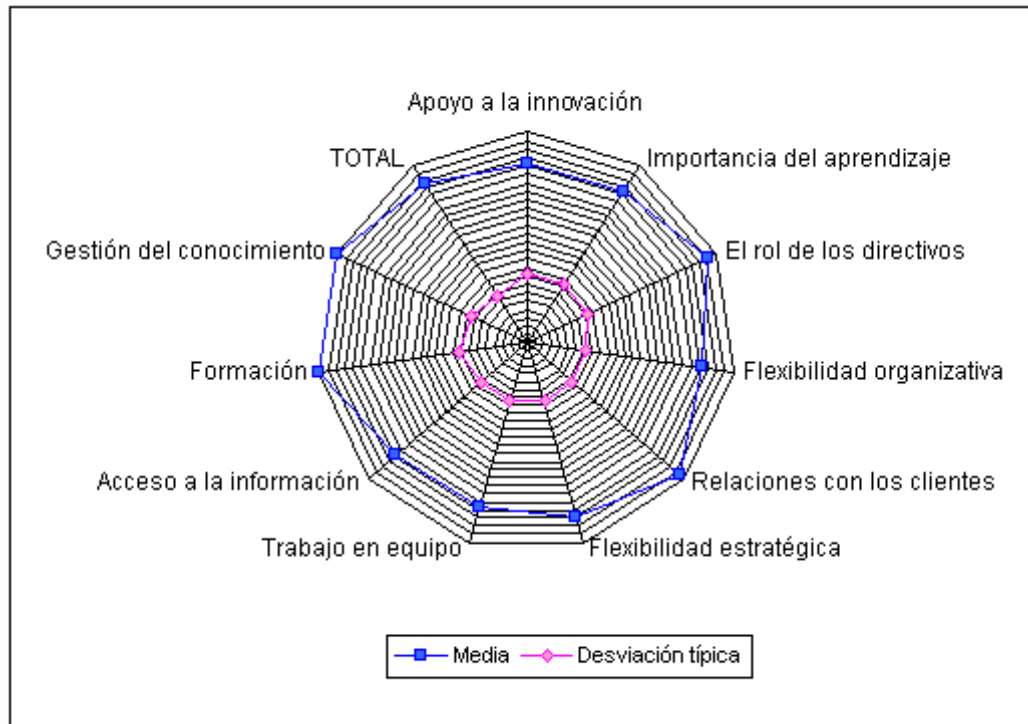 Apoyo a la innovación
TOTAL
Importancia del aprendizaje
Gestión del conocimiento
El rol de los directivos
Formación
Flexibilidad organizativa
Acceso a la información
Relaciones con los clientes
Trabajo en equipo
Flexibilidad estratégica
Media
Desviación típica